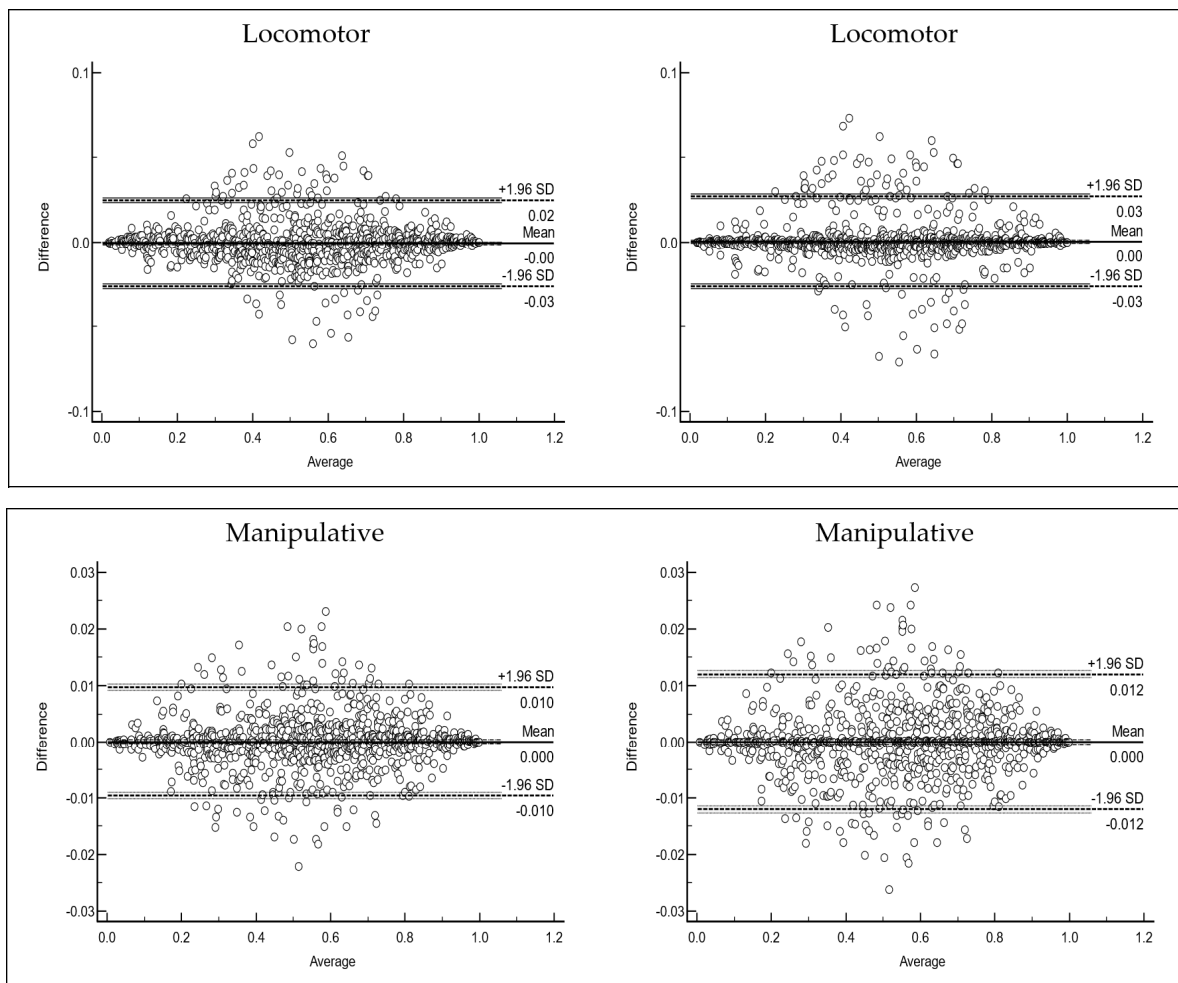 Locomotor
0.1
0.0
-0.1
Difference
0.0 0.2 0.4 0.6 0.8 1.0 1.2
Average
+1.96 SD
0.02
Mean
-0.00
-1.96 SD
-0.03
Locomotor
0.1
0.0
-0.1
Difference
0.0 0.2 0.4 0.6 0.8 1.0 1.2
Average
+1.96 SD
0.03
Mean
0.00
-1.96 SD
-0.03
Manipulative
0.03
0.02
0.01
0.00
-0.01
-0.02
-0.03
Difference
0.0 0.2 0.4 0.6 0.8 1.0 1.2
Average
+1.96 SD
0.010
Mean
0.000
-1.96 SD
-0.010
Manipulative
0.03
0.02
0.01
0.00
-0.01
-0.02
-0.03
Difference
0.0 0.2 0.4 0.6 0.8 1.0 1.2
Average
+1.96 SD
0.012
Mean
0.000
-1.96 SD
-0.012